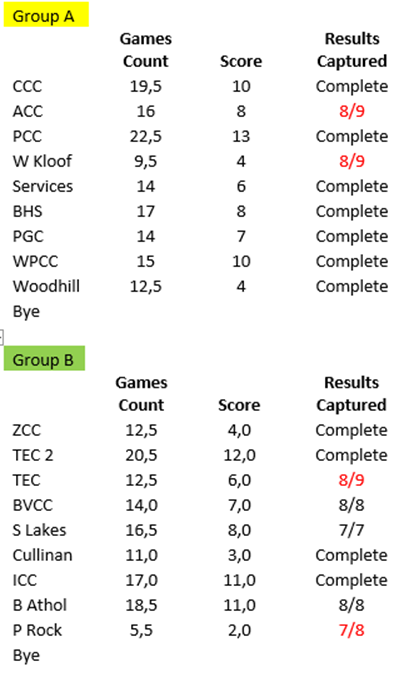 Group A
Games Results
Count Score Captured
CCC 19,5 10 Complete
ACC 16 8 8/9
PCC 22,5 13 Complete
W Kloof 9,5 4 8/9
Services 14 6 Complete
BHS 17 8 Complete
PGC 14 7 Complete
WPCC 15 10 Complete
Woodhill 12,5 4 Complete
Bye
Group B
Games Results
Count Score Captured
ZCC 12,5 4,0 Complete
TEC 2 20,5 12,0 Complete
TEC 12,5 6,0 8/9
BVCC 14,0 7,0 8/8
S Lakes 16,5 8,0 7/7
Cullinan 11,0 3,0 Complete
ICC 17,0 11,0 Complete
B Athol 18,5 11,0 8/8
P Rock 5,5 2,0 7/8
Bye